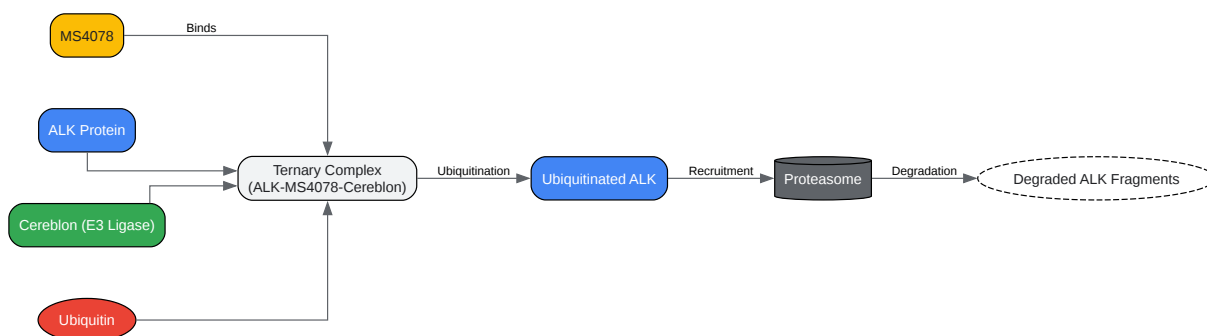 MS4078
Binds
ALK Protein
Ternary Complex
(ALK-MS4078-Cereblon)
Ubiquitination
Ubiquitinated ALK
Recruitment
Proteasome
Degradation
Degraded ALK Fragments
Cereblon (E3 Ligase)
Ubiquitin